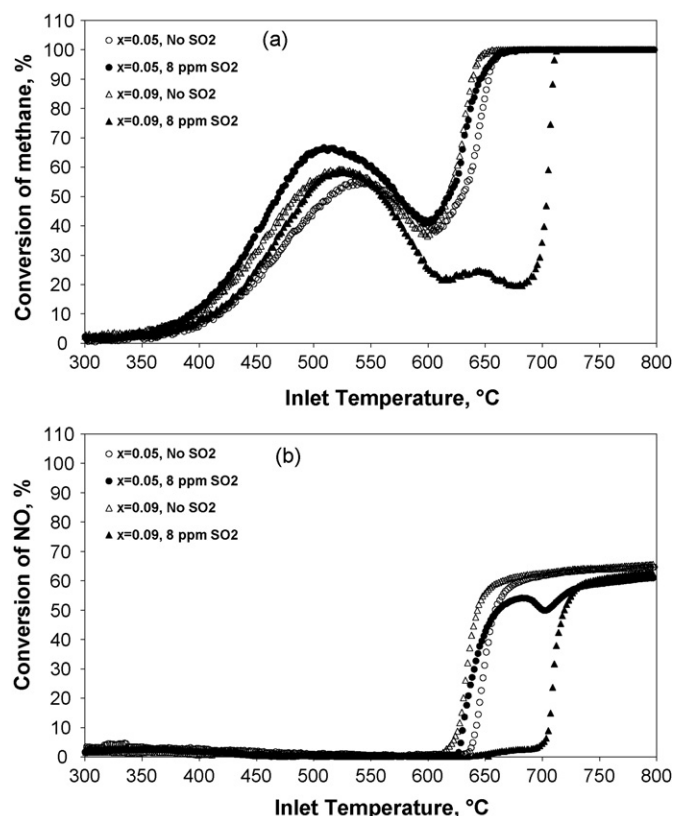 (a)
x=0.05, No SO2
x=0.05, 8 ppm SO2
x=0.09, No SO2
x=0.09, 8 ppm SO2
Conversion of methane, %
110
100
90
80
70
60
50
40
30
20
10
0
300 350 400 450 500 550 600 650 700 750 800
Inlet Temperature, °C
(b)
x=0.05, No SO2
x=0.05, 8 ppm SO2
x=0.09, No SO2
x=0.09, 8 ppm SO2
Conversion of NO, %
110
100
90
80
70
60
50
40
30
20
10
0
300 350 400 450 500 550 600 650 700 750 800
Inlet Temperature, °C